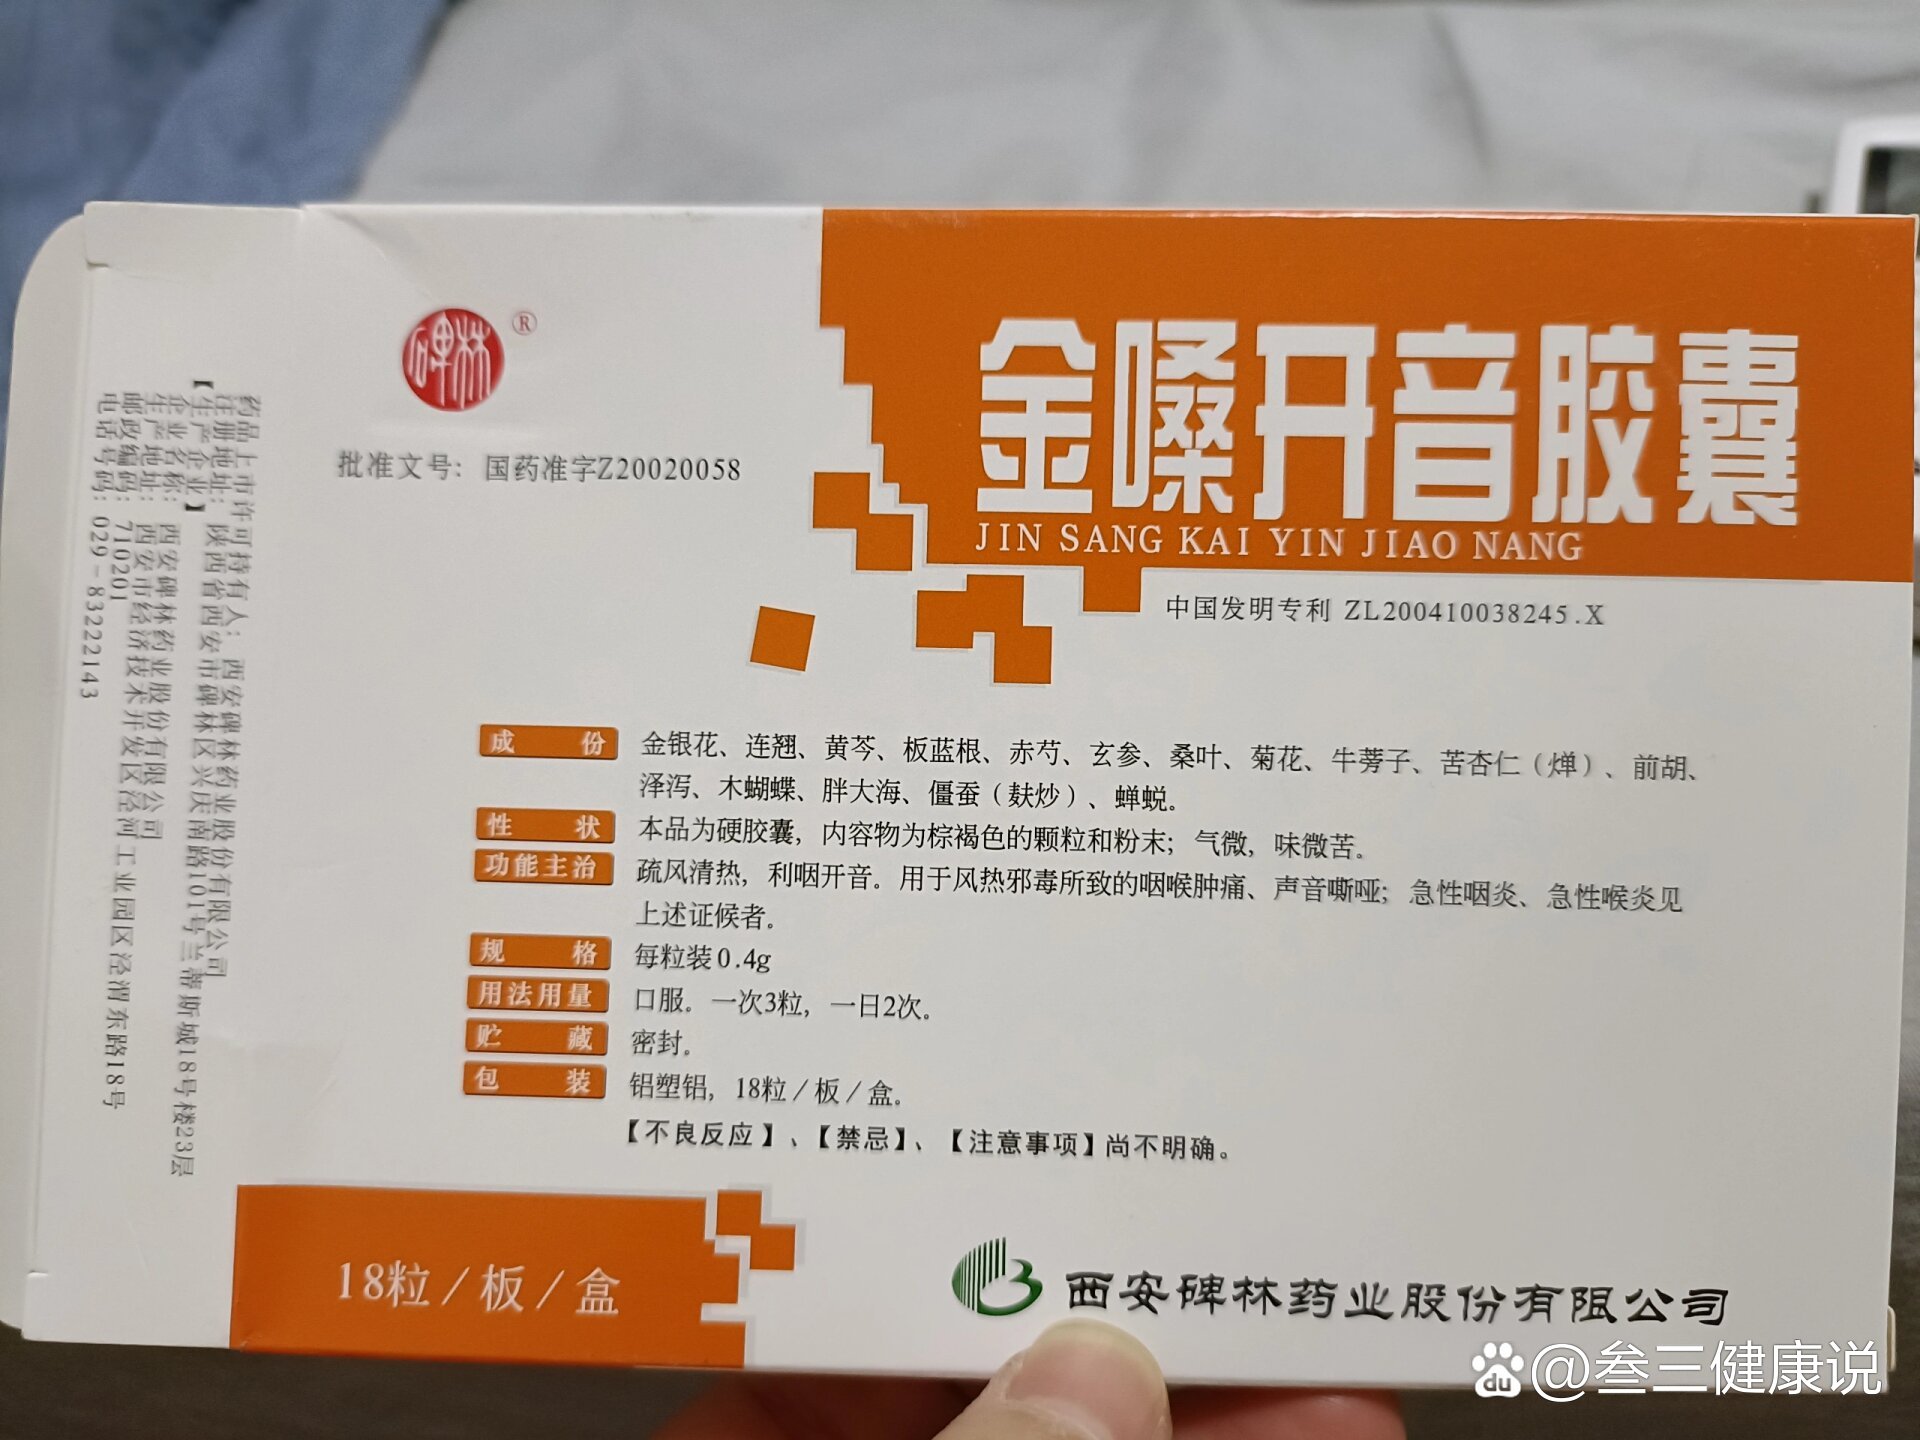 碑林
®
批准文号：国药准字Z20020058
金嗓开音胶囊
JIN SANG KAI YIN JIAO NANG
中国发明专利 ZL200410038245.X
成份 金银花、连翘、黄芩、板蓝根、赤芍、玄参、桑叶、菊花、牛蒡子、苦杏仁（燀）、前胡、
泽泻、木蝴蝶、胖大海、僵蚕（麸炒）、蝉蜕。
性状 本品为硬胶囊，内容物为棕褐色的颗粒和粉末；气微，味微苦。
功能主治 疏风清热，利咽开音。用于风热邪毒所致的咽喉肿痛、声音嘶哑；急性咽炎、急性喉炎见
上述证候者。
规格 每粒装0.4g
用法用量 口服。一次3粒，一日2次。
贮藏 密封。
包装 铝塑铝，18粒／板／盒。
【不良反应】、【禁忌】、【注意事项】尚不明确。
18粒／板／盒
西安碑林药业股份有限公司
药品上市许可持有人：西安碑林药业股份有限公司
注册地址：陕西省西安市碑林区兴庆南路101号兰蒂斯城18号楼23层
【生产企业】
企业名称：西安碑林药业股份有限公司
生产地址：西安市经济技术开发区泾河工业园区泾渭东路18号
邮政编码：710201
电话号码：029-83222143
du @叁三健康说